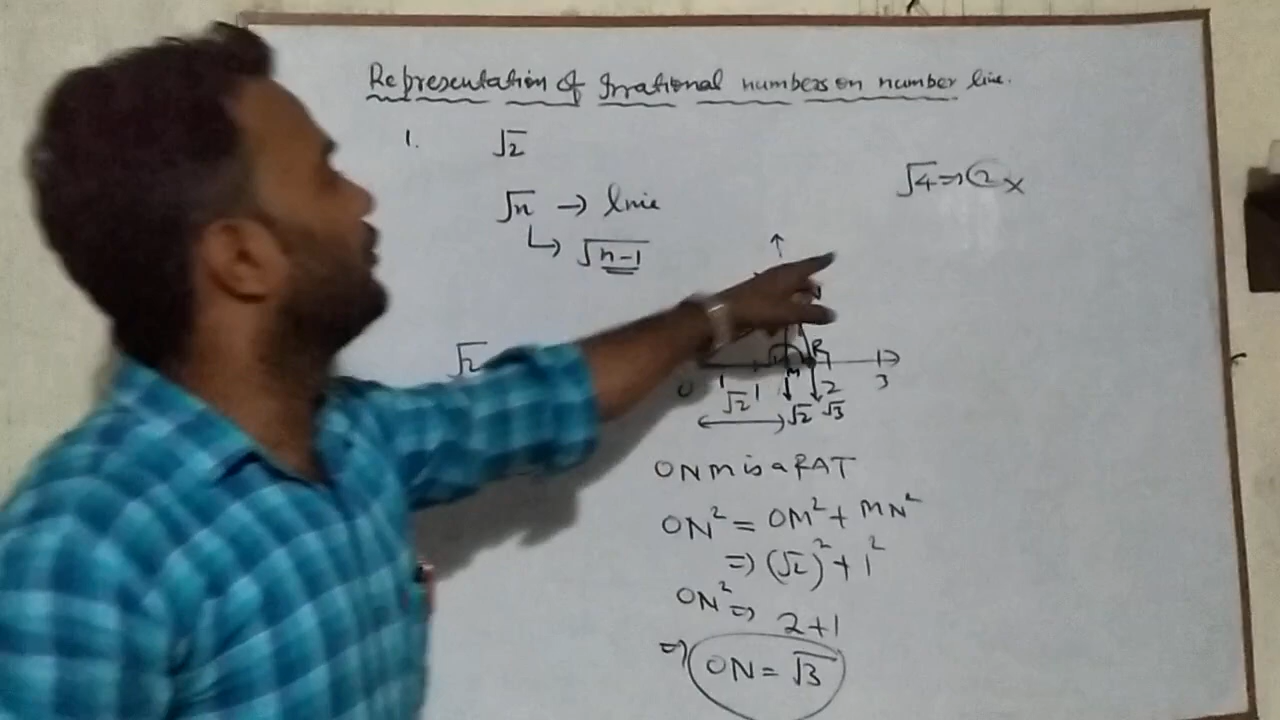 Representation of Irrational numbers on number line.
1. √2
√4 => 2 x
√n → line
↳ √n-1
√2
N
R
M
0 1 2 3
√2 √2 √3
ONM is a RAT
ON² = OM² + MN²
=> (√2)² + 1²
ON² => 2+1
=> ON = √3